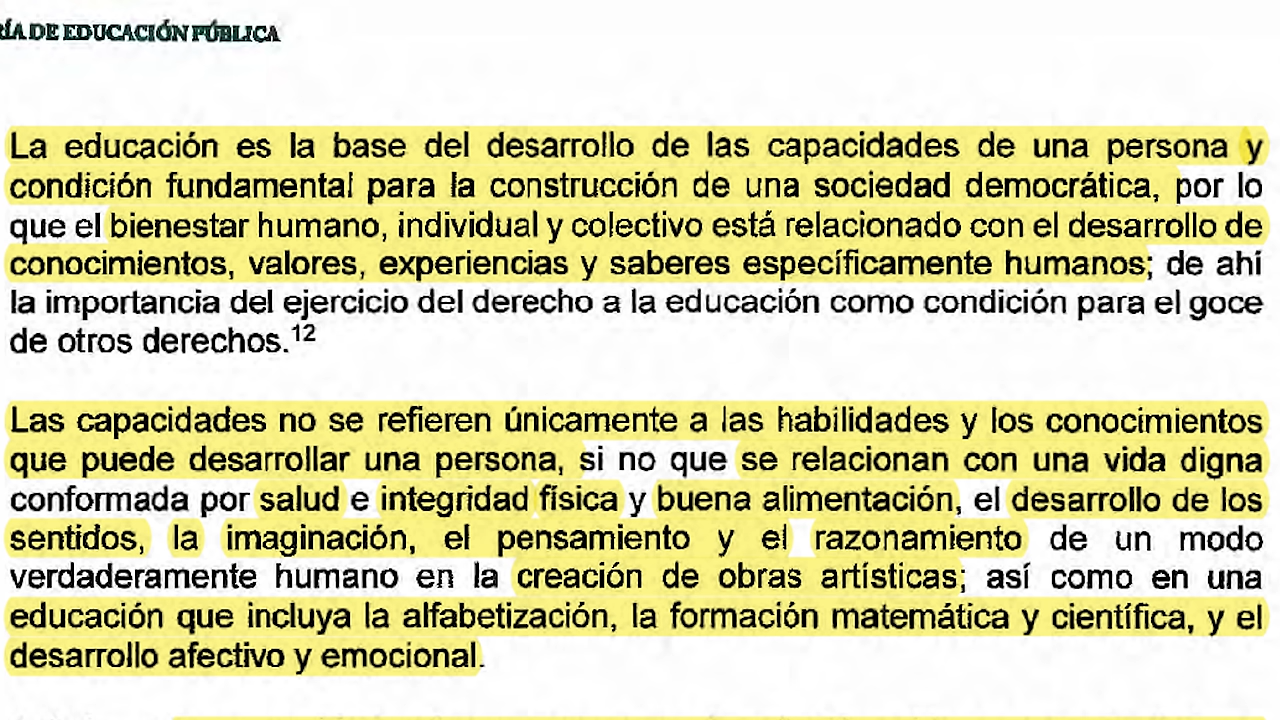 ÍA DE EDUCACIÓN PÚBLICA
La educación es la base del desarrollo de las capacidades de una persona y
condición fundamental para la construcción de una sociedad democrática, por lo
que el bienestar humano, individual y colectivo está relacionado con el desarrollo de
conocimientos, valores, experiencias y saberes específicamente humanos; de ahí
la importancia del ejercicio del derecho a la educación como condición para el goce
de otros derechos.12
Las capacidades no se refieren únicamente a las habilidades y los conocimientos
que puede desarrollar una persona, si no que se relacionan con una vida digna
conformada por salud e integridad física y buena alimentación, el desarrollo de los
sentidos, la imaginación, el pensamiento y el razonamiento de un modo
verdaderamente humano en la creación de obras artísticas; así como en una
educación que incluya la alfabetización, la formación matemática y científica, y el
desarrollo afectivo y emocional.